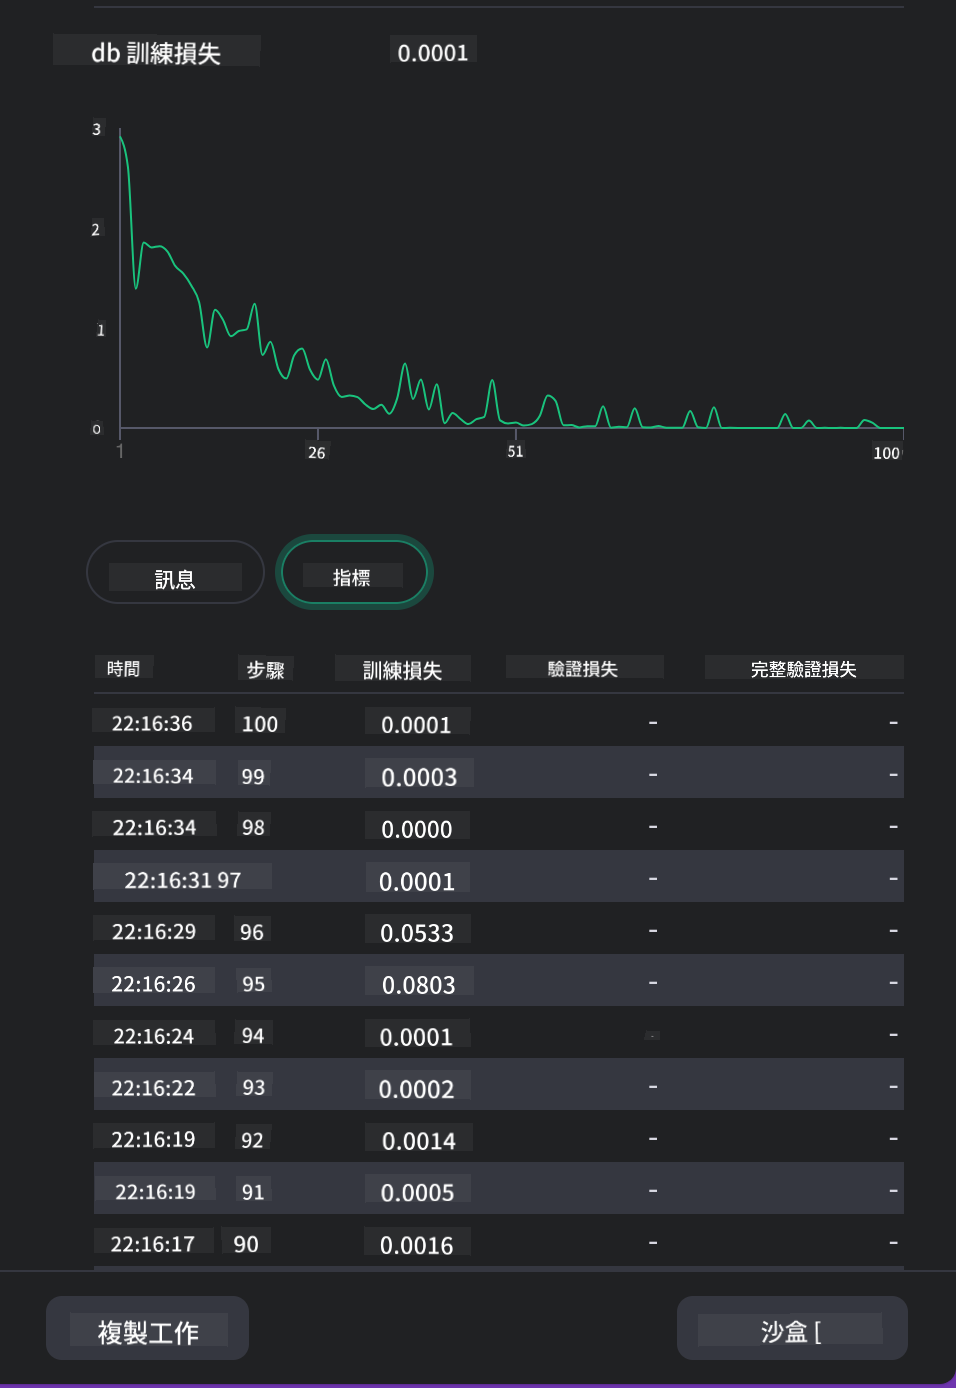 db 訓練損失 0.0001
3
2
1
0
1 26 51 100
訊息 指標
時間 步驟 訓練損失 驗證損失 完整驗證損失
22:16:36 100 0.0001 - -
22:16:34 99 0.0003 - -
22:16:34 98 0.0000 - -
22:16:31 97 0.0001 - -
22:16:29 96 0.0533 - -
22:16:26 95 0.0803 - -
22:16:24 94 0.0001 - -
22:16:22 93 0.0002 - -
22:16:19 92 0.0014 - -
22:16:19 91 0.0005 - -
22:16:17 90 0.0016 - -
複製工作 沙盒 [